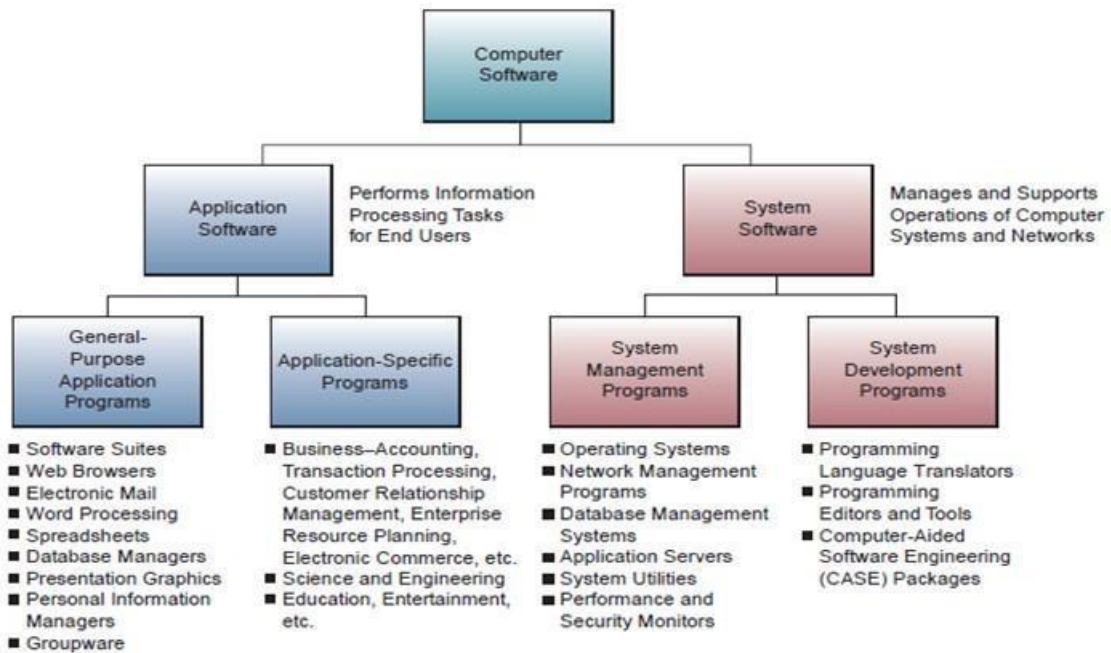 Computer
Software
Application
Software
Performs Information
Processing Tasks
for End Users
System
Software
Manages and Supports
Operations of Computer
Systems and Networks
General-
Purpose
Application
Programs
Application-Specific
Programs
System
Management
Programs
System
Development
Programs
■ Software Suites
■ Web Browsers
■ Electronic Mail
■ Word Processing
■ Spreadsheets
■ Database Managers
■ Presentation Graphics
■ Personal Information
Managers
■ Groupware
■ Business–Accounting,
Transaction Processing,
Customer Relationship
Management, Enterprise
Resource Planning,
Electronic Commerce, etc.
■ Science and Engineering
■ Education, Entertainment,
etc.
■ Operating Systems
■ Network Management
Programs
■ Database Management
Systems
■ Application Servers
■ System Utilities
■ Performance and
Security Monitors
■ Programming
Language Translators
■ Programming
Editors and Tools
■ Computer-Aided
Software Engineering
(CASE) Packages